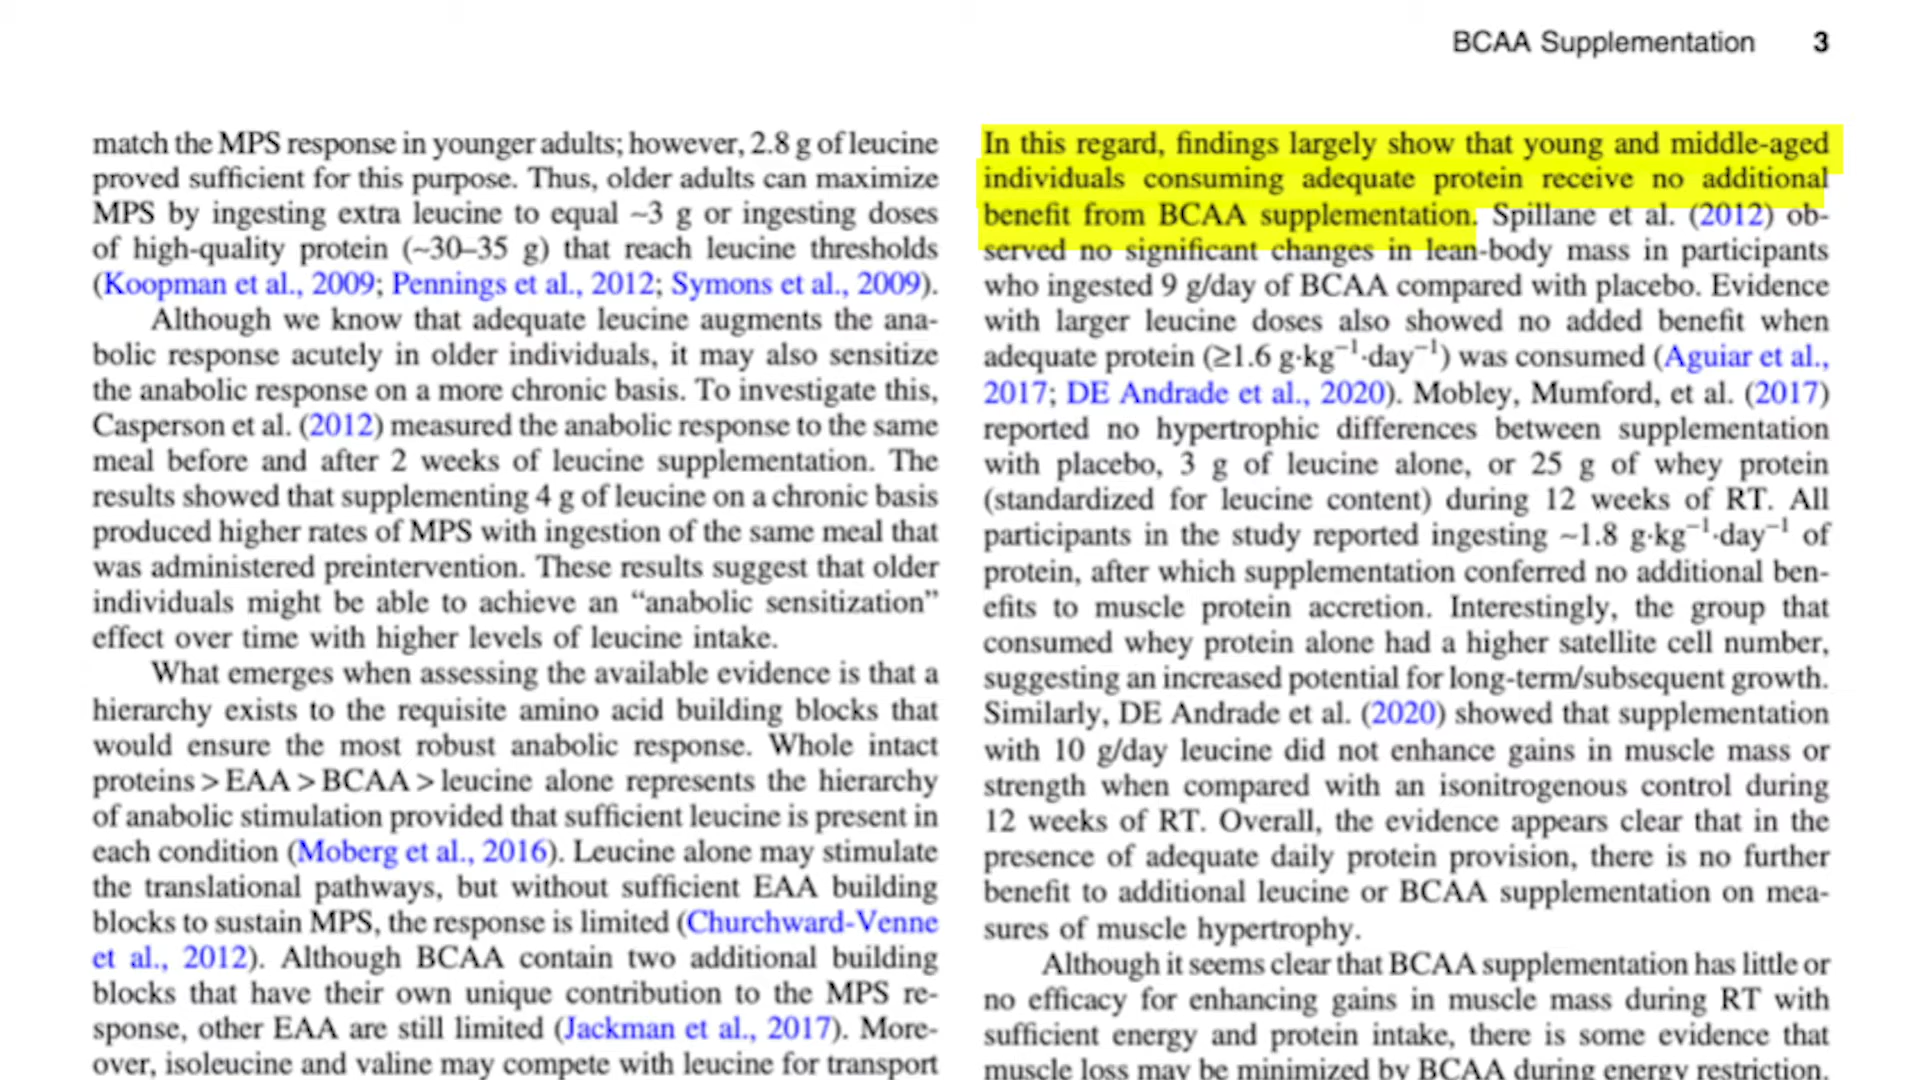 BCAA Supplementation 3
match the MPS response in younger adults; however, 2.8 g of leucine
proved sufficient for this purpose. Thus, older adults can maximize
MPS by ingesting extra leucine to equal ~3 g or ingesting doses
of high-quality protein (~30–35 g) that reach leucine thresholds
(Koopman et al., 2009; Pennings et al., 2012; Symons et al., 2009).
Although we know that adequate leucine augments the ana-
bolic response acutely in older individuals, it may also sensitize
the anabolic response on a more chronic basis. To investigate this,
Casperson et al. (2012) measured the anabolic response to the same
meal before and after 2 weeks of leucine supplementation. The
results showed that supplementing 4 g of leucine on a chronic basis
produced higher rates of MPS with ingestion of the same meal that
was administered preintervention. These results suggest that older
individuals might be able to achieve an “anabolic sensitization”
effect over time with higher levels of leucine intake.
What emerges when assessing the available evidence is that a
hierarchy exists to the requisite amino acid building blocks that
would ensure the most robust anabolic response. Whole intact
proteins > EAA > BCAA > leucine alone represents the hierarchy
of anabolic stimulation provided that sufficient leucine is present in
each condition (Moberg et al., 2016). Leucine alone may stimulate
the translational pathways, but without sufficient EAA building
blocks to sustain MPS, the response is limited (Churchward-Venne
et al., 2012). Although BCAA contain two additional building
blocks that have their own unique contribution to the MPS re-
sponse, other EAA are still limited (Jackman et al., 2017). More-
over, isoleucine and valine may compete with leucine for transport
In this regard, findings largely show that young and middle-aged
individuals consuming adequate protein receive no additional
benefit from BCAA supplementation. Spillane et al. (2012) ob-
served no significant changes in lean-body mass in participants
who ingested 9 g/day of BCAA compared with placebo. Evidence
with larger leucine doses also showed no added benefit when
adequate protein (≥1.6 g·kg⁻¹·day⁻¹) was consumed (Aguiar et al.,
2017; DE Andrade et al., 2020). Mobley, Mumford, et al. (2017)
reported no hypertrophic differences between supplementation
with placebo, 3 g of leucine alone, or 25 g of whey protein
(standardized for leucine content) during 12 weeks of RT. All
participants in the study reported ingesting ~1.8 g·kg⁻¹·day⁻¹ of
protein, after which supplementation conferred no additional ben-
efits to muscle protein accretion. Interestingly, the group that
consumed whey protein alone had a higher satellite cell number,
suggesting an increased potential for long-term/subsequent growth.
Similarly, DE Andrade et al. (2020) showed that supplementation
with 10 g/day leucine did not enhance gains in muscle mass or
strength when compared with an isonitrogenous control during
12 weeks of RT. Overall, the evidence appears clear that in the
presence of adequate daily protein provision, there is no further
benefit to additional leucine or BCAA supplementation on mea-
sures of muscle hypertrophy.
Although it seems clear that BCAA supplementation has little or
no efficacy for enhancing gains in muscle mass during RT with
sufficient energy and protein intake, there is some evidence that
muscle loss may be minimized by BCAA during energy restriction.